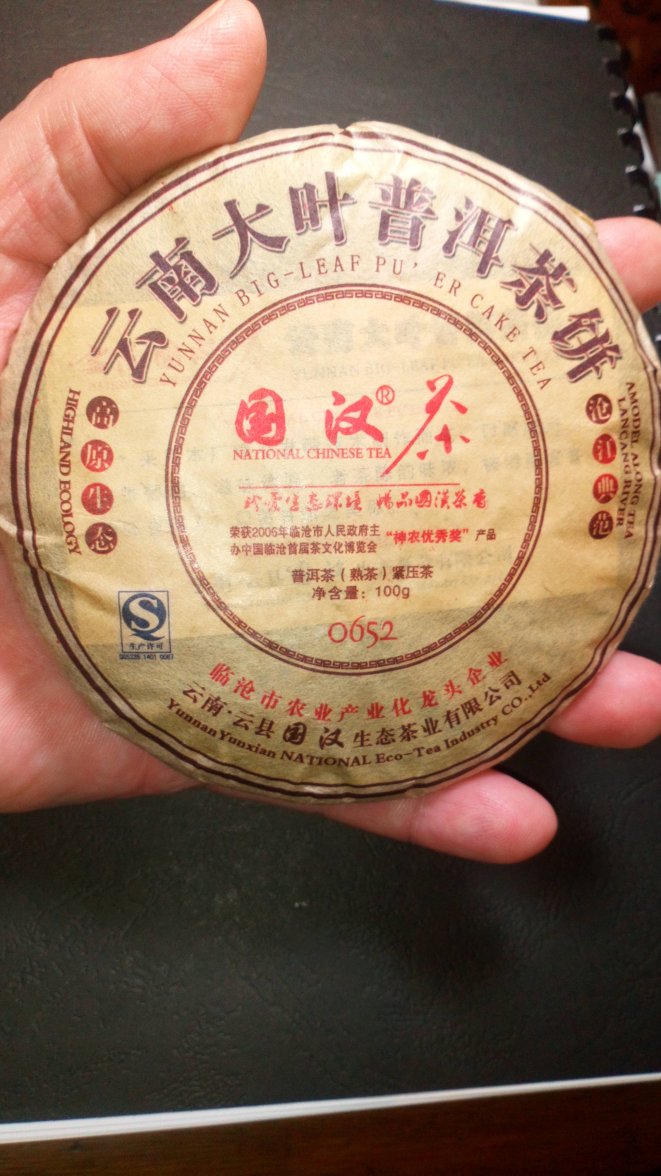 云南大叶普洱茶饼
YUNNAN BIG-LEAF PU'ER CAKE TEA
高原生态
HIGHLAND ECOLOGY
沧江典范
AMODEL ALONG TEA
LANCANG RIVER
国汉®茶
NATIONAL CHINESE TEA
珍爱生态环境 畅品国漢茶香
荣获2006年临沧市人民政府主
办中国临沧首届茶文化博览会
“神农优秀奖”产品
普洱茶(熟茶)紧压茶
净含量:100g
0652
QS
生产许可
临沧市农业产业化龙头企业
云南·云县国汉生态茶业有限公司
Yunnan Yunxian NATIONAL Eco-Tea Industry CO.,Ltd